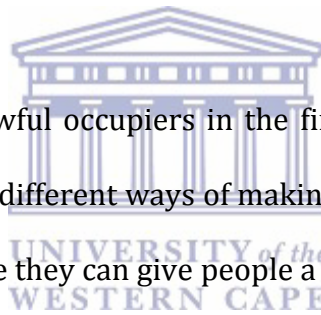 wful occupiers in the fi
different ways of makin
UNIVERSITY of the
e they can give people a
WESTERN CAPE